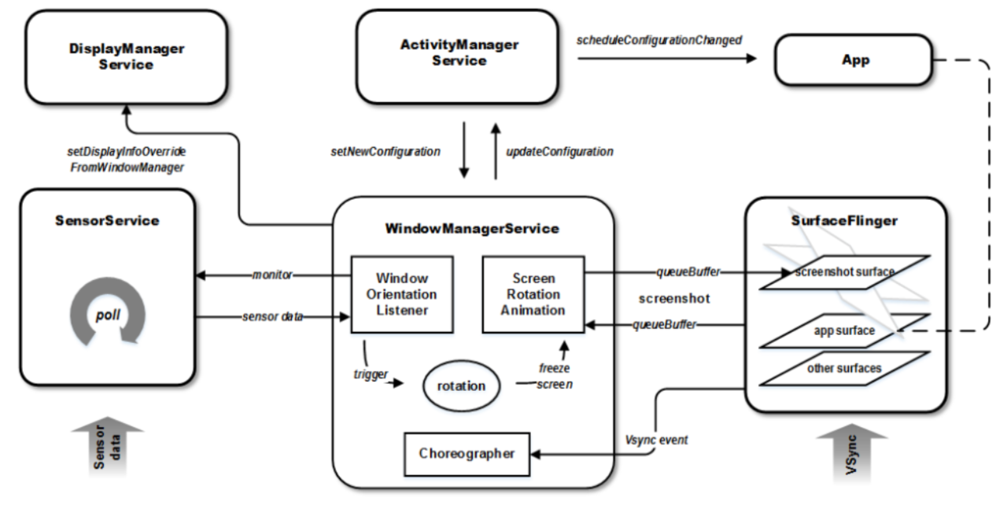 DisplayManager
Service
ActivityManager
Service
scheduleConfigurationChanged
App
setDisplayInfoOverride
FromWindowManager
setNewConfiguration
updateConfiguration
SensorService
poll
monitor
sensor data
WindowManagerService
Window
Orientation
Listener
Screen
Rotation
Animation
trigger
rotation
freeze
screen
Choreographer
queueBuffer
screenshot
queueBuffer
Vsync event
SurfaceFlinger
screenshot surface
app surface
other surfaces
Sensor
data
VSync